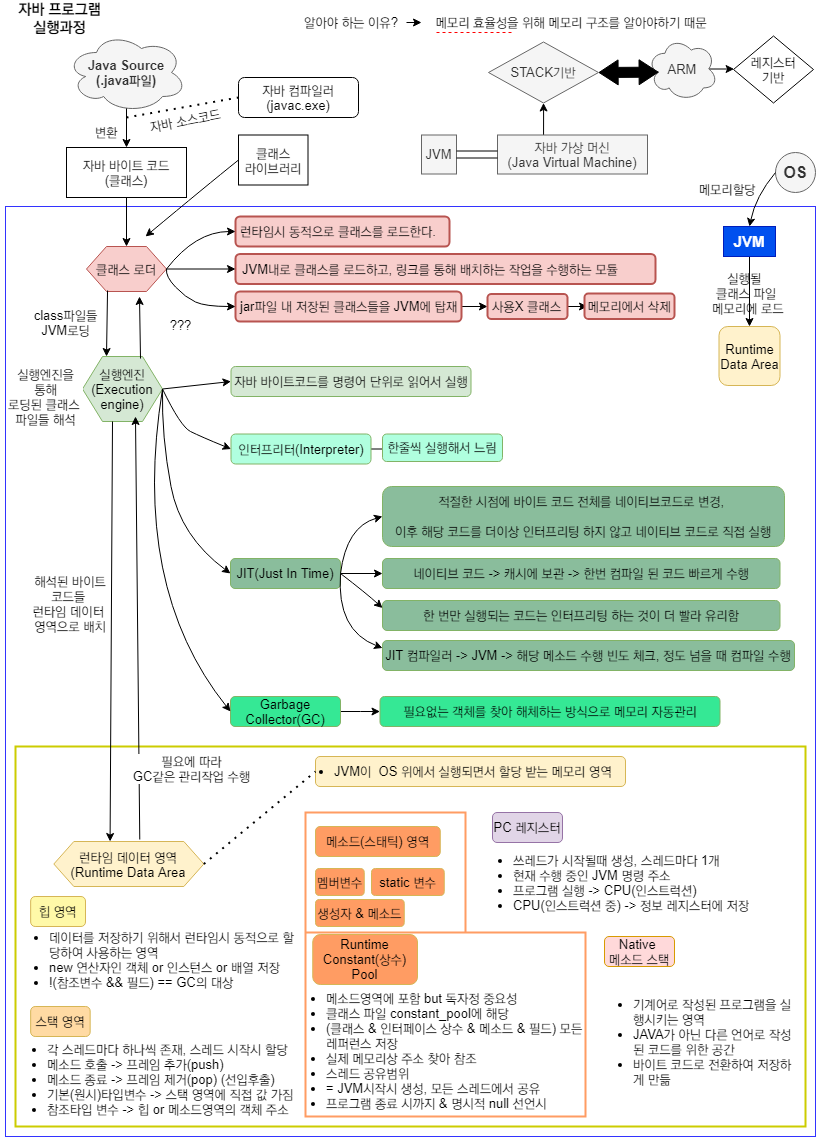 자바 프로그램
실행과정
알아야 하는 이유?
메모리 효율성을 위해 메모리 구조를 알아야하기 때문
Java Source
(.java파일)
자바 컴파일러
(javac.exe)
자바 소스코드
변환
자바 바이트 코드
(클래스)
클래스
라이브러리
STACK기반
ARM
레지스터
기반
JVM
자바 가상 머신
(Java Virtual Machine)
OS
메모리할당
JVM
실행될
클래스 파일
메모리에 로드
Runtime
Data Area
클래스 로더
런타임시 동적으로 클래스를 로드한다.
JVM내로 클래스를 로드하고, 링크를 통해 배치하는 작업을 수행하는 모듈
jar파일 내 저장된 클래스들을 JVM에 탑재
사용X 클래스
메모리에서 삭제
class파일들
JVM로딩
???
실행엔진을
통해
로딩된 클래스
파일들 해석
실행엔진
(Execution
engine)
자바 바이트코드를 명령어 단위로 읽어서 실행
인터프리터(Interpreter)
한줄씩 실행해서 느림
적절한 시점에 바이트 코드 전체를 네이티브코드로 변경,
이후 해당 코드를 더이상 인터프리팅 하지 않고 네이티브 코드로 직접 실행
JIT(Just In Time)
네이티브 코드 -> 캐시에 보관 -> 한번 컴파일 된 코드 빠르게 수행
한 번만 실행되는 코드는 인터프리팅 하는 것이 더 빨라 유리함
JIT 컴파일러 -> JVM -> 해당 메소드 수행 빈도 체크, 정도 넘을 때 컴파일 수행
해석된 바이트
코드들
런타임 데이터
영역으로 배치
Garbage
Collector(GC)
필요없는 객체를 찾아 해체하는 방식으로 메모리 자동관리
필요에 따라
GC같은 관리작업 수행
JVM이 OS 위에서 실행되면서 할당 받는 메모리 영역
런타임 데이터 영역
(Runtime Data Area
메소드(스태틱) 영역
멤버변수
static 변수
생성자 & 메소드
PC 레지스터
쓰레드가 시작될때 생성, 스레드마다 1개
현재 수행 중인 JVM 명령 주소
프로그램 실행 -> CPU(인스트럭션)
CPU(인스트럭션 중) -> 정보 레지스터에 저장
힙 영역
데이터를 저장하기 위해서 런타임시 동적으로 할
당하여 사용하는 영역
new 연산자인 객체 or 인스턴스 or 배열 저장
!(참조변수 && 필드) == GC의 대상
스택 영역
각 스레드마다 하나씩 존재, 스레드 시작시 할당
메소드 호출 -> 프레임 추가(push)
메소드 종료 -> 프레임 제거(pop) (선입후출)
기본(원시)타입변수 -> 스택 영역에 직접 값 가짐
참조타입 변수 -> 힙 or 메소드영역의 객체 주소
Runtime
Constant(상수)
Pool
메소드영역에 포함 but 독자정 중요성
클래스 파일 constant_pool에 해당
(클래스 & 인터페이스 상수 & 메소드 & 필드) 모든
레퍼런스 저장
실제 메모리상 주소 찾아 참조
스레드 공유범위
= JVM시작시 생성, 모든 스레드에서 공유
프로그램 종료 시까지 & 명시적 null 선언시
Native
메소드 스택
기계어로 작성된 프로그램을 실
행시키는 영역
JAVA가 아닌 다른 언어로 작성
된 코드를 위한 공간
바이트 코드로 전환하여 저장하
게 만듦